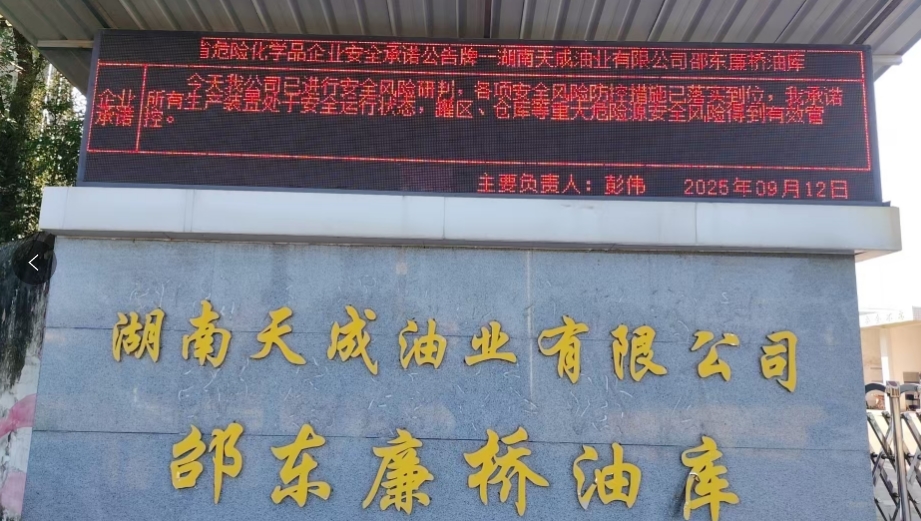 省危险化学品企业安全承诺公告牌—湖南天成油业有限公司邵东廉桥油库
企业承诺
今天我公司已进行安全风险研判，各项安全风险防控措施已落实到位，我承诺
所有生产装置处于安全运行状态，罐区、仓库等重大危险源安全风险得到有效管
控。
主要负责人：彭伟 2025年09月12日
湖南天成油业有限公司
邵东廉桥油库